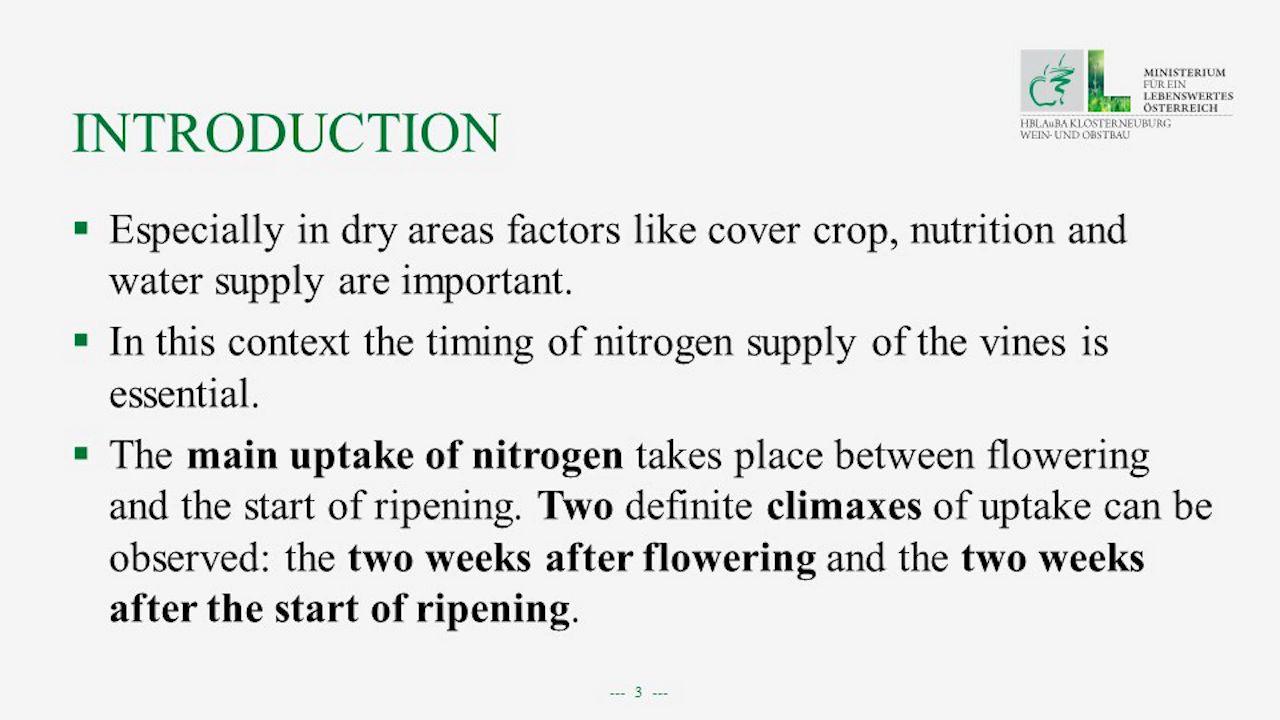 MINISTERIUM
FÜR EIN
LEBENSWERTES
ÖSTERREICH
HBLAuBA KLOSTERNEUBURG
WEIN- UND OBSTBAU
INTRODUCTION
Especially in dry areas factors like cover crop, nutrition and
water supply are important.
In this context the timing of nitrogen supply of the vines is
essential.
The main uptake of nitrogen takes place between flowering
and the start of ripening. Two definite climaxes of uptake can be
observed: the two weeks after flowering and the two weeks
after the start of ripening.
--- 3 ---